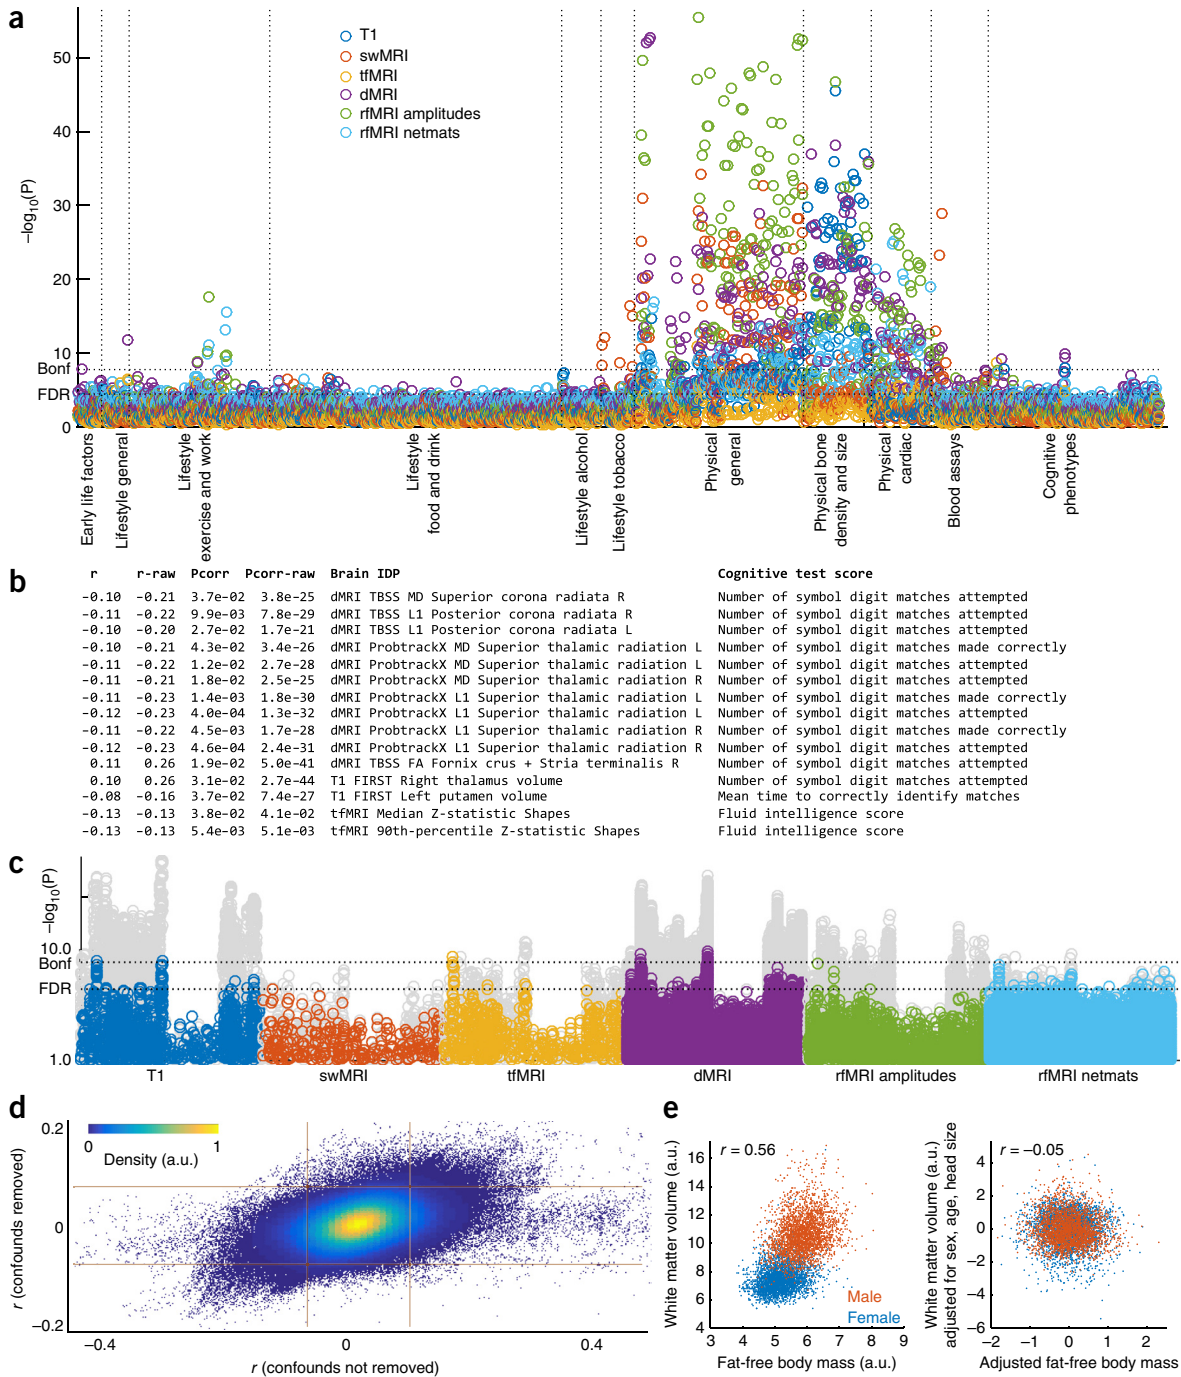 a
T1
swMRI
tfMRI
dMRI
rfMRI amplitudes
rfMRI netmats
–log10(P)
50
40
30
20
10
Bonf
FDR
0
Early life factors
Lifestyle general
Lifestyle
exercise and work
Lifestyle
food and drink
Lifestyle alcohol
Lifestyle tobacco
Physical
general
Physical bone
density and size
Physical
cardiac
Blood assays
Cognitive
phenotypes
b
r r-raw Pcorr Pcorr-raw Brain IDP Cognitive test score
–0.10 –0.21 3.7e–02 3.8e–25 dMRI TBSS MD Superior corona radiata R Number of symbol digit matches attempted
–0.11 –0.22 9.9e–03 7.8e–29 dMRI TBSS L1 Posterior corona radiata R Number of symbol digit matches attempted
–0.10 –0.20 2.7e–02 1.7e–21 dMRI TBSS L1 Posterior corona radiata L Number of symbol digit matches attempted
–0.10 –0.21 4.3e–02 3.4e–26 dMRI ProbtrackX MD Superior thalamic radiation L Number of symbol digit matches made correctly
–0.11 –0.22 1.2e–02 2.7e–28 dMRI ProbtrackX MD Superior thalamic radiation L Number of symbol digit matches attempted
–0.11 –0.21 1.8e–02 2.5e–25 dMRI ProbtrackX MD Superior thalamic radiation R Number of symbol digit matches attempted
–0.11 –0.23 1.4e–03 1.8e–30 dMRI ProbtrackX L1 Superior thalamic radiation L Number of symbol digit matches made correctly
–0.12 –0.23 4.0e–04 1.3e–32 dMRI ProbtrackX L1 Superior thalamic radiation L Number of symbol digit matches attempted
–0.11 –0.22 4.5e–03 1.7e–28 dMRI ProbtrackX L1 Superior thalamic radiation R Number of symbol digit matches made correctly
–0.12 –0.23 4.6e–04 2.4e–31 dMRI ProbtrackX L1 Superior thalamic radiation R Number of symbol digit matches attempted
0.11 0.26 1.9e–02 5.0e–41 dMRI TBSS FA Fornix crus + Stria terminalis R Number of symbol digit matches attempted
0.10 0.26 3.1e–02 2.7e–44 T1 FIRST Right thalamus volume Number of symbol digit matches attempted
–0.08 –0.16 3.7e–02 7.4e–27 T1 FIRST Left putamen volume Mean time to correctly identify matches
–0.13 –0.13 3.8e–02 4.1e–02 tfMRI Median Z–statistic Shapes Fluid intelligence score
–0.13 –0.13 5.4e–03 5.1e–03 tfMRI 90th–percentile Z–statistic Shapes Fluid intelligence score
c
–log10(P)
10.0
Bonf
FDR
1.0
T1 swMRI tfMRI dMRI rfMRI amplitudes rfMRI netmats
d
r (confounds removed)
0.2
0
–0.2
0 1
Density (a.u.)
–0.4 0 0.4
r (confounds not removed)
e
White matter volume (a.u.)
r = 0.56
16
14
12
10
8
6
4
Male
Female
3 4 5 6 7 8 9
Fat-free body mass (a.u.)
White matter volume (a.u.)
adjusted for sex, age, head size
r = –0.05
4
2
0
–2
–4
–6
–2 –1 0 1 2
Adjusted fat-free body mass